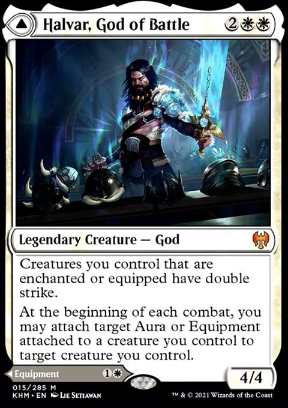 Halvar, God of Battle 2
Legendary Creature — God
Creatures you control that are
enchanted or equipped have double
strike.
At the beginning of each combat, you
may attach target Aura or Equipment
attached to a creature you control to
target creature you control.
4/4
Equipment 1
015/285 M
KHM • EN Lie Setiawan
™ & © 2021 Wizards of the Coast